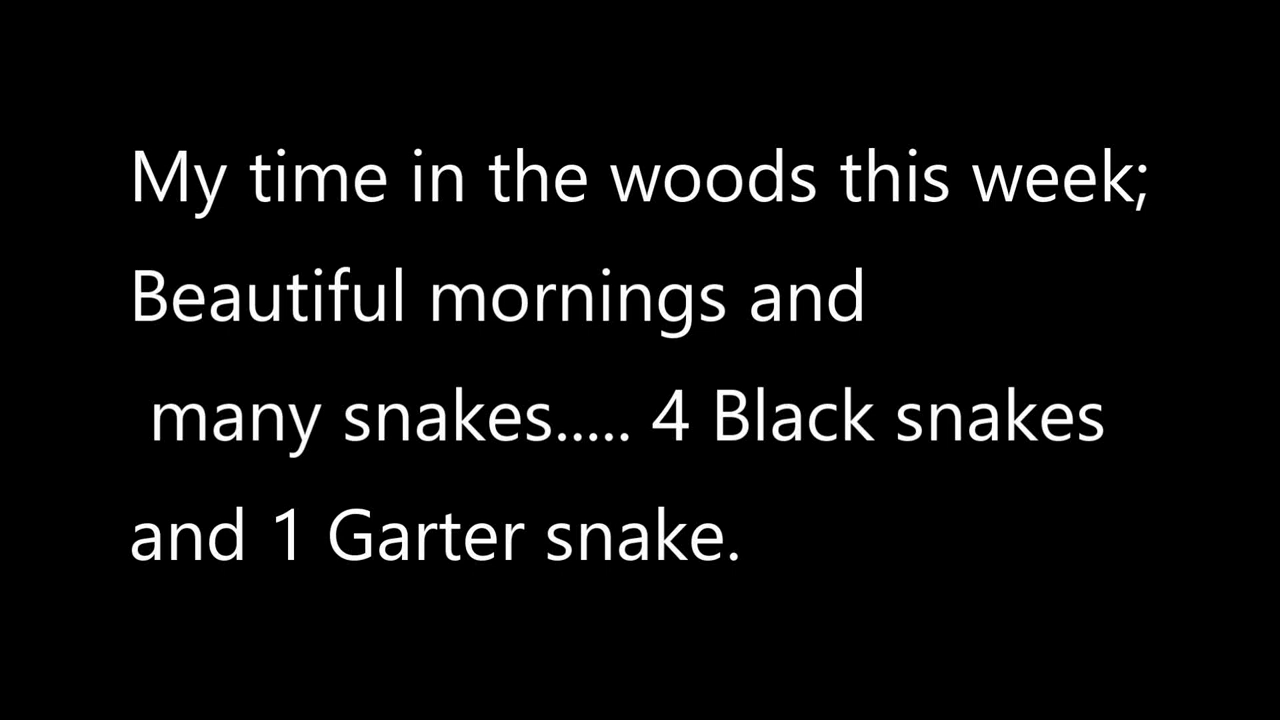 My time in the woods this week;
Beautiful mornings and
many snakes..... 4 Black snakes
and 1 Garter snake.